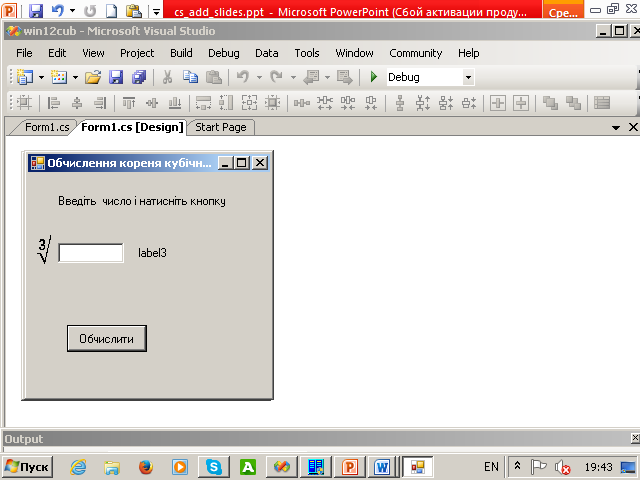 cs_add_slides.ppt - Microsoft PowerPoint (Сбой активации проду... Сре...
win12cub - Microsoft Visual Studio
File Edit View Project Build Debug Data Tools Window Community Help
Debug
Form1.cs Form1.cs [Design] Start Page
Обчислення кореня кубічн...
Введіть число і натисніть кнопку
3
label3
Обчислити
Output
Пуск
EN 19:43